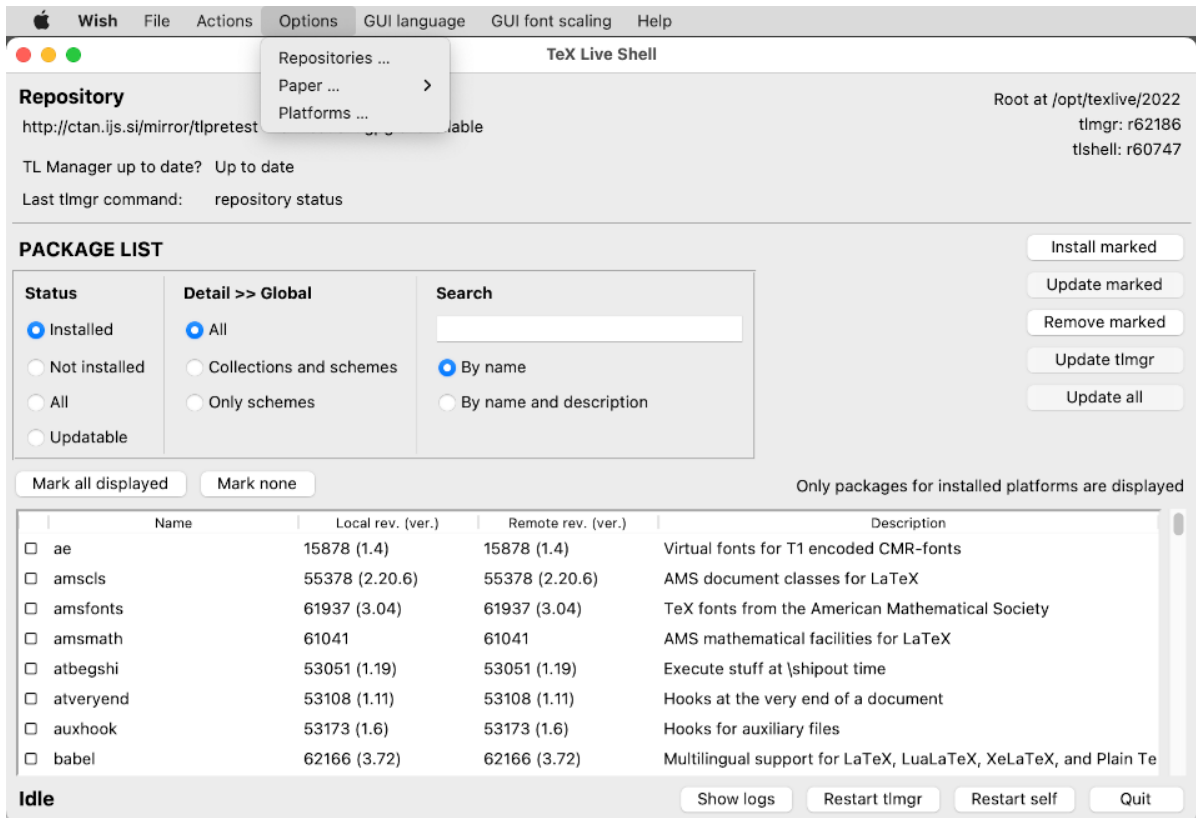 Wish File Actions Options GUI language GUI font scaling Help
TeX Live Shell
Repositories ...
Paper ...
Platforms ...
Repository
Root at /opt/texlive/2022
http://ctan.ijs.si/mirror/tlpretest
tlmgr: r62186
tlshell: r60747
TL Manager up to date? Up to date
Last tlmgr command: repository status
PACKAGE LIST
Install marked
Update marked
Remove marked
Update tlmgr
Update all
Status Detail >> Global Search
Installed All
Not installed Collections and schemes By name
All Only schemes By name and description
Updatable
Mark all displayed Mark none Only packages for installed platforms are displayed
Name Local rev. (ver.) Remote rev. (ver.) Description
ae 15878 (1.4) 15878 (1.4) Virtual fonts for T1 encoded CMR-fonts
amscls 55378 (2.20.6) 55378 (2.20.6) AMS document classes for LaTeX
amsfonts 61937 (3.04) 61937 (3.04) TeX fonts from the American Mathematical Society
amsmath 61041 61041 AMS mathematical facilities for LaTeX
atbegshi 53051 (1.19) 53051 (1.19) Execute stuff at \shipout time
atveryend 53108 (1.11) 53108 (1.11) Hooks at the very end of a document
auxhook 53173 (1.6) 53173 (1.6) Hooks for auxiliary files
babel 62166 (3.72) 62166 (3.72) Multilingual support for LaTeX, LuaLaTeX, XeLaTeX, and Plain Te
Idle Show logs Restart tlmgr Restart self Quit